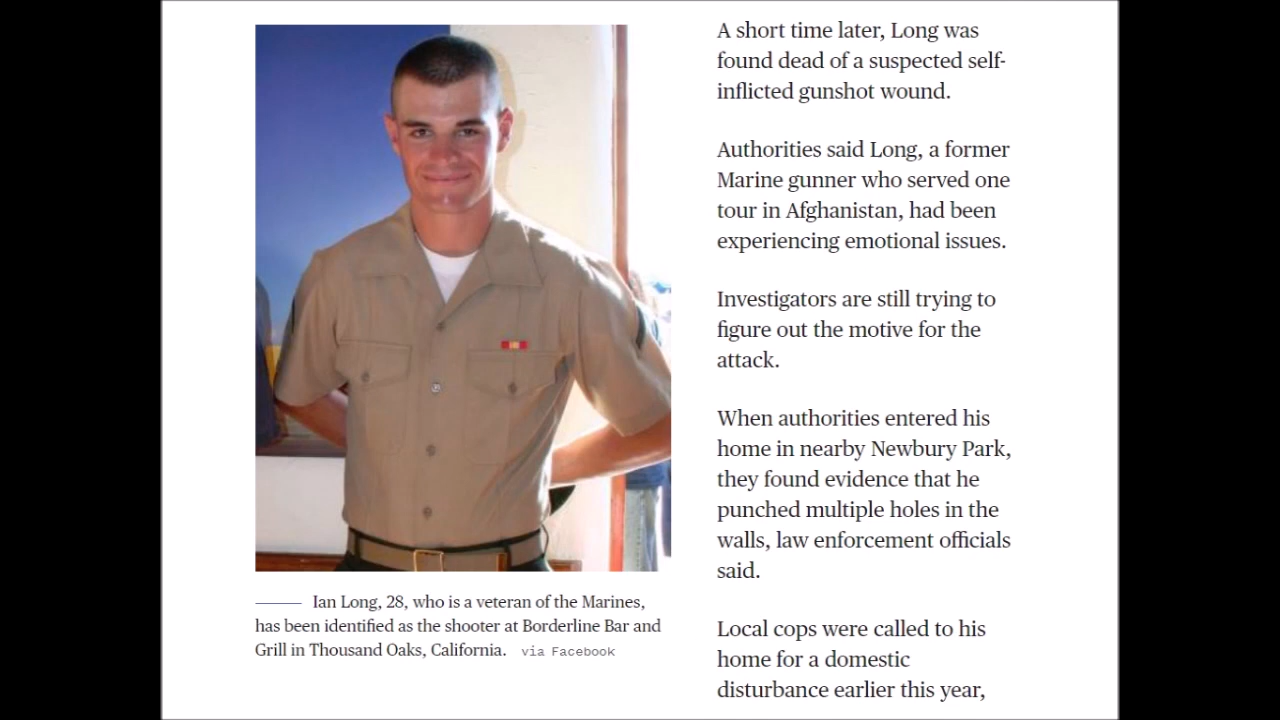 A short time later, Long was
found dead of a suspected self-
inflicted gunshot wound.
Authorities said Long, a former
Marine gunner who served one
tour in Afghanistan, had been
experiencing emotional issues.
Investigators are still trying to
figure out the motive for the
attack.
When authorities entered his
home in nearby Newbury Park,
they found evidence that he
punched multiple holes in the
walls, law enforcement officials
said.
Local cops were called to his
home for a domestic
disturbance earlier this year,
Ian Long, 28, who is a veteran of the Marines,
has been identified as the shooter at Borderline Bar and
Grill in Thousand Oaks, California. via Facebook